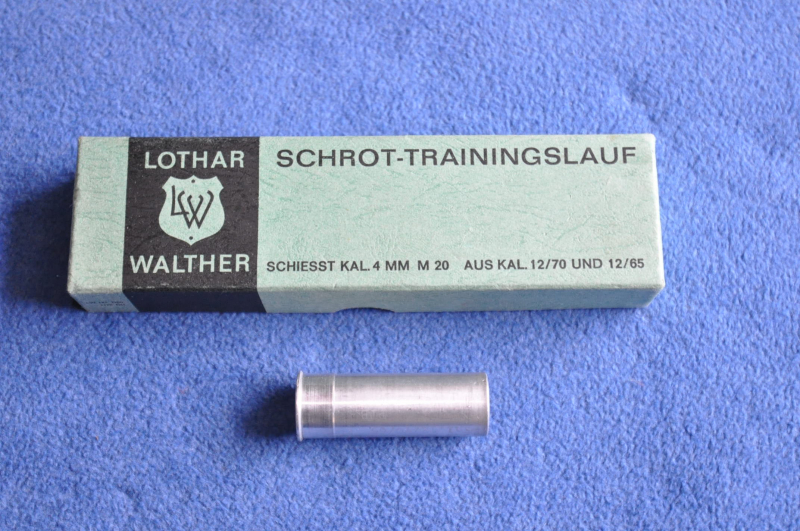 LOTHAR
LW
WALTHER
SCHROT-TRAININGSLAUF
SCHIESST KAL. 4 MM M 20 AUS KAL. 12/70 UND 12/65